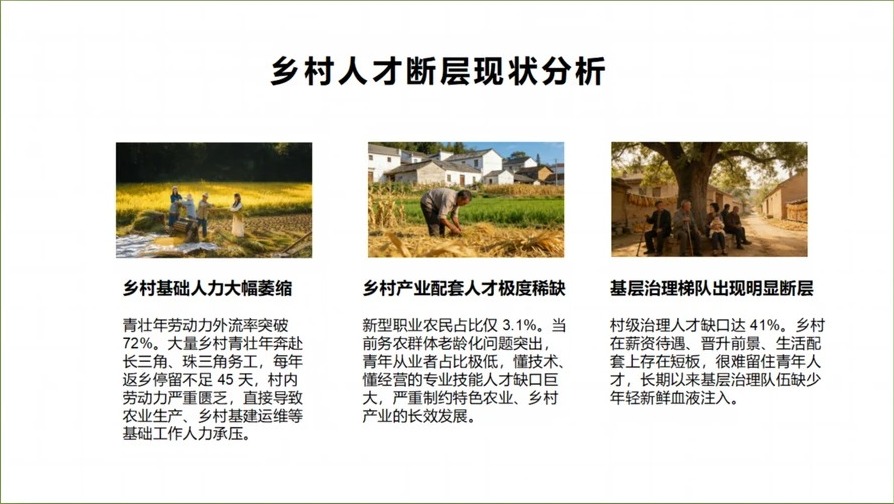 乡村人才断层现状分析
乡村基础人力大幅萎缩
青壮年劳动力外流率突破
72%。大量乡村青壮年奔赴
长三角、珠三角务工，每年
返乡停留不足 45 天，村内
劳动力严重匮乏，直接导致
农业生产、乡村基建运维等
基础工作人力承压。
乡村产业配套人才极度稀缺
新型职业农民占比仅 3.1%。当
前务农群体老龄化问题突出，
青年从业者占比极低，懂技术、
懂经营的专业技能人才缺口巨
大，严重制约特色农业、乡村
产业的长效发展。
基层治理梯队出现明显断层
村级治理人才缺口达 41%。乡村
在薪资待遇、晋升前景、生活配
套上存在短板，很难留住青年人
才，长期以来基层治理队伍缺少
年轻新鲜血液注入。